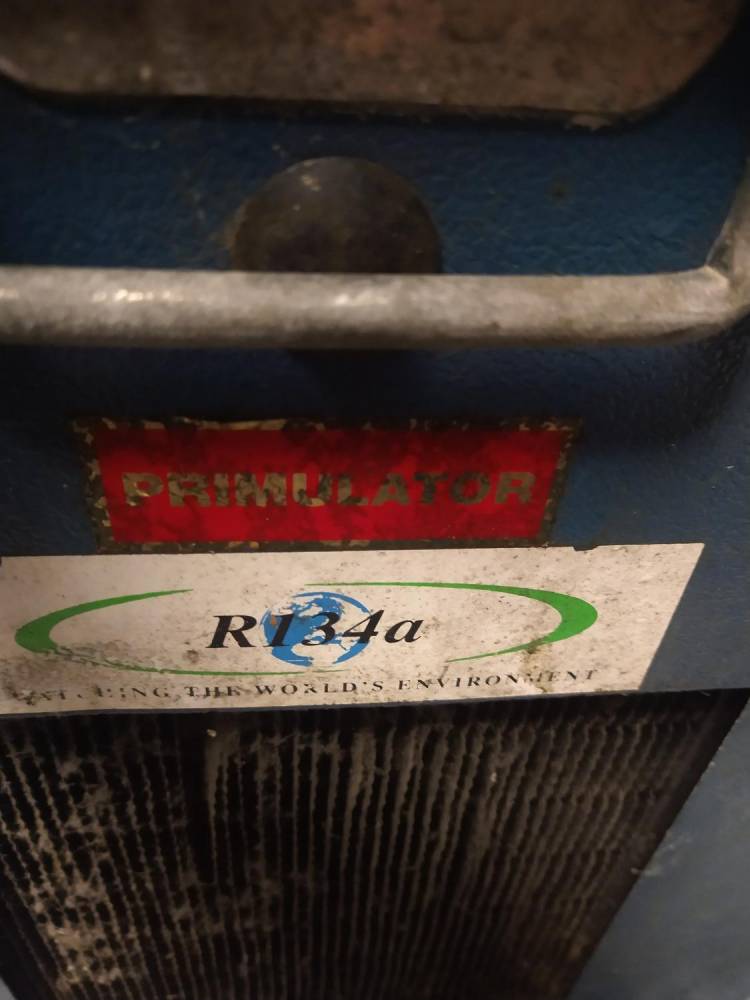 PRIMULATOR
R134a
THE WORLD'S ENVIRONMENT